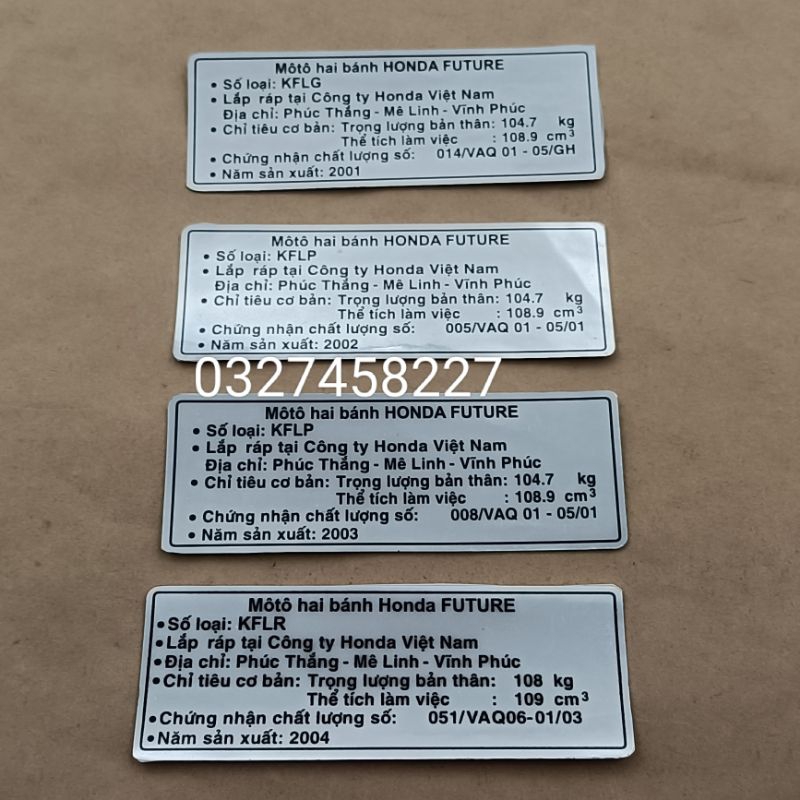 Môtô hai bánh HONDA FUTURE
• Số loại: KFLG
• Lắp ráp tại Công ty Honda Việt Nam
Địa chỉ: Phúc Thắng - Mê Linh - Vĩnh Phúc
• Chỉ tiêu cơ bản: Trọng lượng bản thân: 104.7 kg
Thể tích làm việc : 108.9 cm³
• Chứng nhận chất lượng số: 014/VAQ 01 - 05/GH
• Năm sản xuất: 2001
Môtô hai bánh HONDA FUTURE
• Số loại: KFLP
• Lắp ráp tại Công ty Honda Việt Nam
Địa chỉ: Phúc Thắng - Mê Linh - Vĩnh Phúc
• Chỉ tiêu cơ bản: Trọng lượng bản thân: 104.7 kg
Thể tích làm việc : 108.9 cm³
• Chứng nhận chất lượng số: 005/VAQ 01 - 05/01
• Năm sản xuất: 2002
0327458227
Môtô hai bánh HONDA FUTURE
• Số loại: KFLP
• Lắp ráp tại Công ty Honda Việt Nam
Địa chỉ: Phúc Thắng - Mê Linh - Vĩnh Phúc
• Chỉ tiêu cơ bản: Trọng lượng bản thân: 104.7 kg
Thể tích làm việc : 108.9 cm³
• Chứng nhận chất lượng số: 008/VAQ 01 - 05/01
• Năm sản xuất: 2003
Môtô hai bánh Honda FUTURE
• Số loại: KFLR
• Lắp ráp tại Công ty Honda Việt Nam
• Địa chỉ: Phúc Thắng - Mê Linh - Vĩnh Phúc
• Chỉ tiêu cơ bản: Trọng lượng bản thân: 108 kg
Thể tích làm việc : 109 cm³
• Chứng nhận chất lượng số: 051/VAQ06-01/03
• Năm sản xuất: 2004